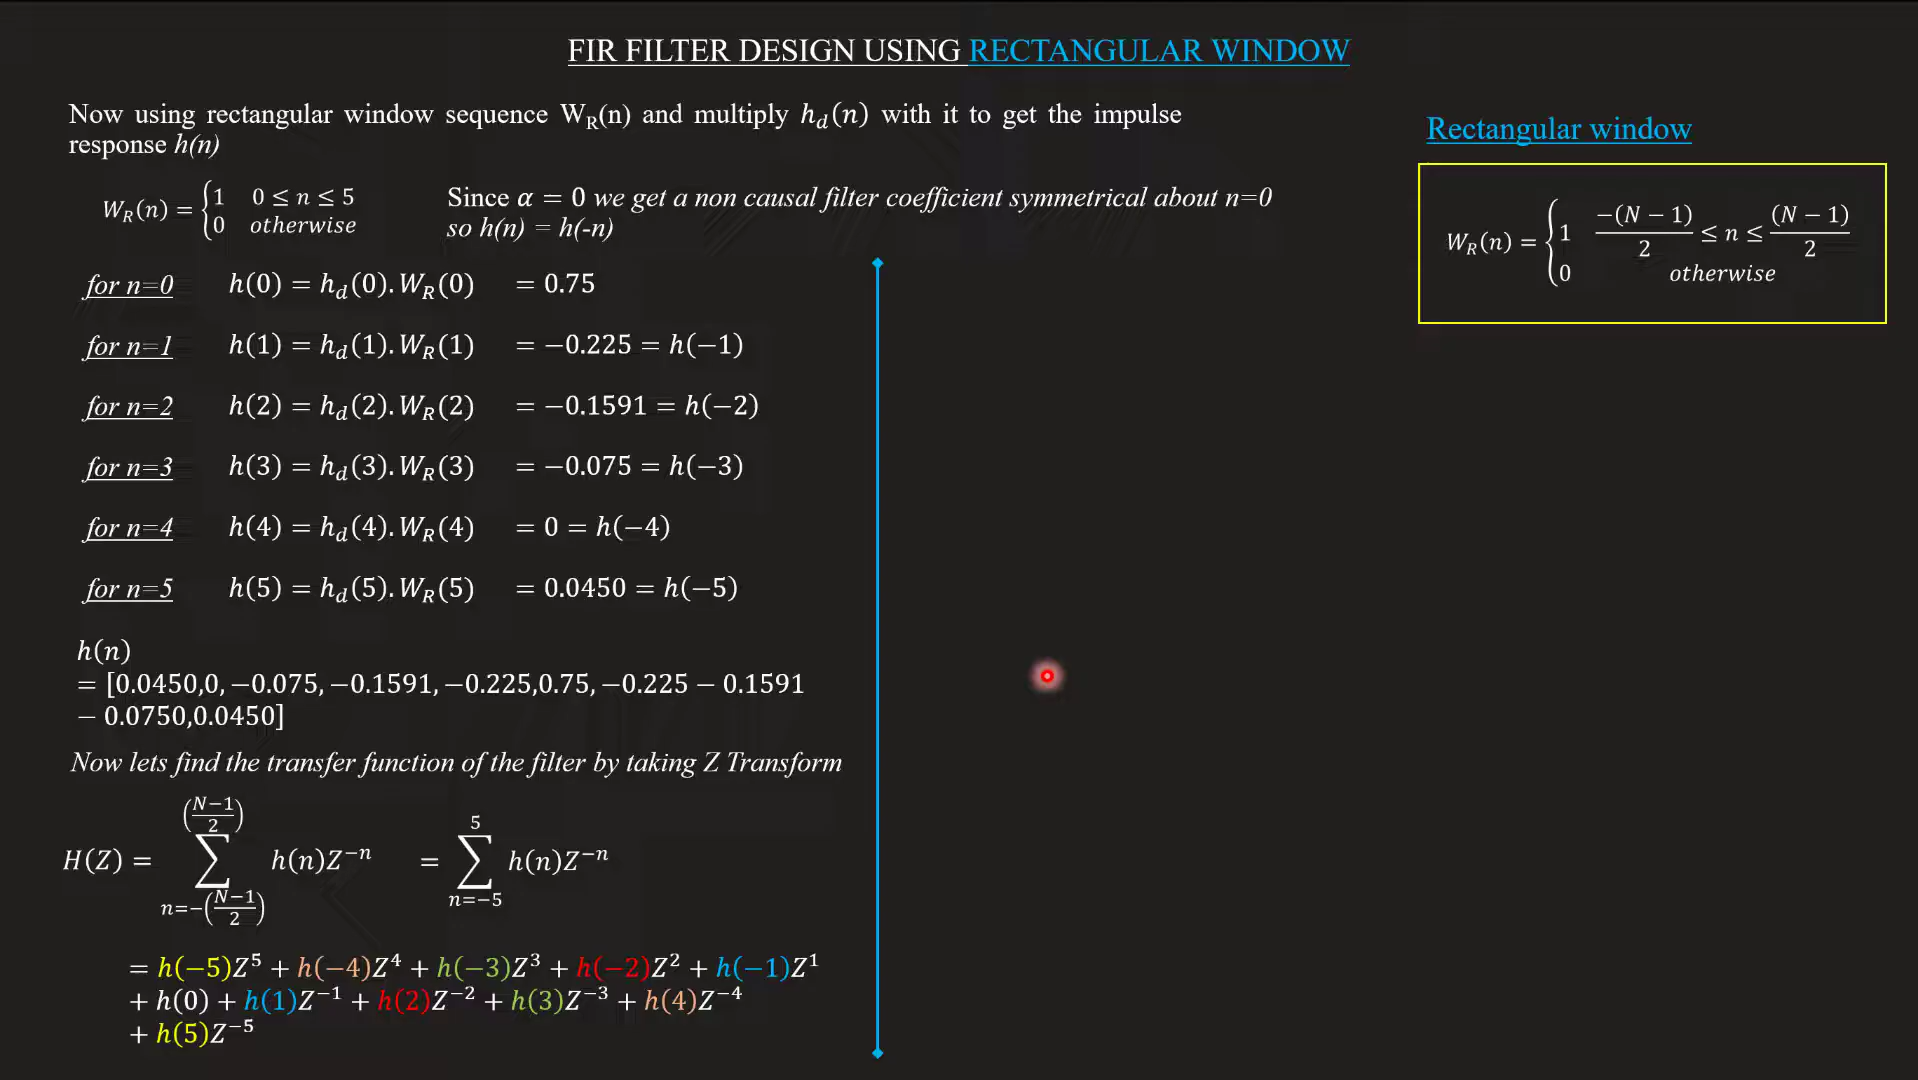 FIR FILTER DESIGN USING RECTANGULAR WINDOW
Now using rectangular window sequence W_R(n) and multiply h_d(n) with it to get the impulse
response h(n)
W_R(n) = {1 0 ≤ n ≤ 5
0 otherwise
Since α = 0 we get a non causal filter coefficient symmetrical about n=0
so h(n) = h(-n)
for n=0 h(0) = h_d(0).W_R(0) = 0.75
for n=1 h(1) = h_d(1).W_R(1) = −0.225 = h(−1)
for n=2 h(2) = h_d(2).W_R(2) = −0.1591 = h(−2)
for n=3 h(3) = h_d(3).W_R(3) = −0.075 = h(−3)
for n=4 h(4) = h_d(4).W_R(4) = 0 = h(−4)
for n=5 h(5) = h_d(5).W_R(5) = 0.0450 = h(−5)
h(n)
= [0.0450,0,−0.075,−0.1591,−0.225,0.75,−0.225 − 0.1591
− 0.0750,0.0450]
Now lets find the transfer function of the filter by taking Z Transform
H(Z) = ∑_{n=−((N−1)/2)}^{((N−1)/2)} h(n)Z^{−n} = ∑_{n=−5}^{5} h(n)Z^{−n}
= h(−5)Z^5 + h(−4)Z^4 + h(−3)Z^3 + h(−2)Z^2 + h(−1)Z^1
+ h(0) + h(1)Z^{−1} + h(2)Z^{−2} + h(3)Z^{−3} + h(4)Z^{−4}
+ h(5)Z^{−5}
Rectangular window
W_R(n) = {1 −(N − 1)/2 ≤ n ≤ (N − 1)/2
0 otherwise